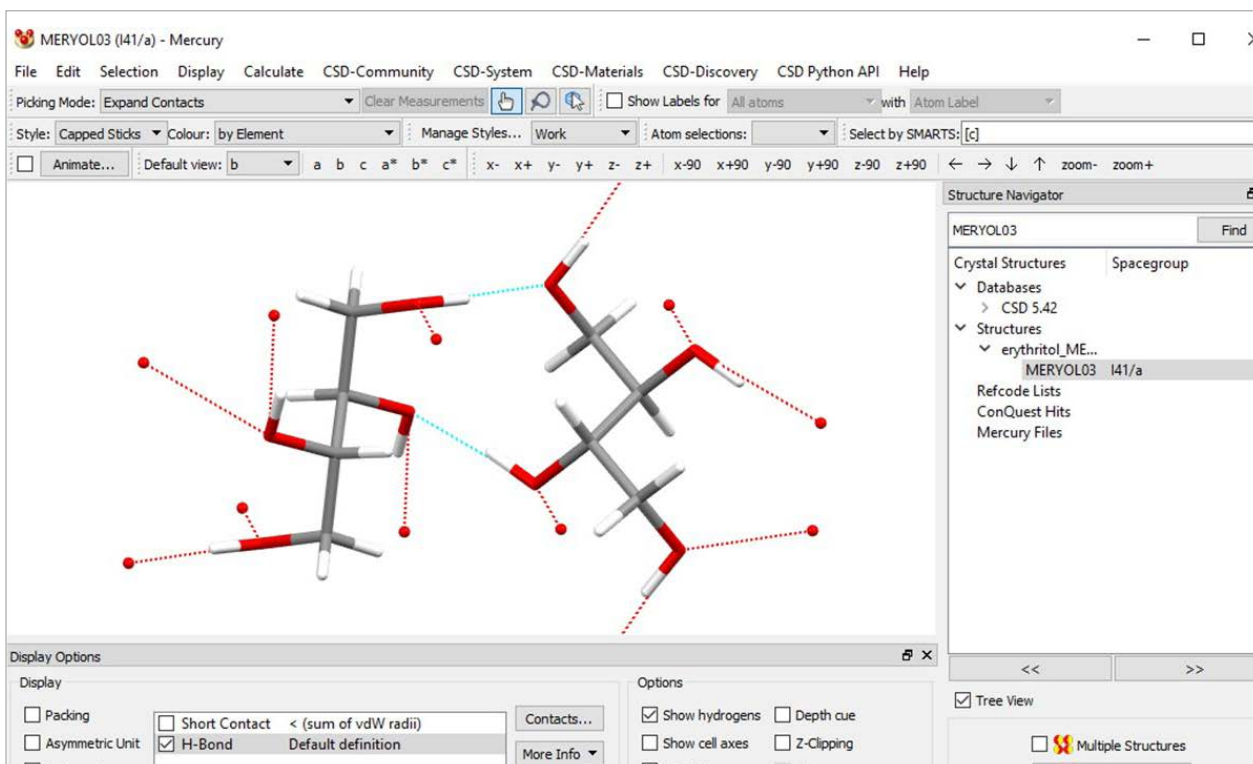 MERYOL03 (I41/a) - Mercury
File Edit Selection Display Calculate CSD-Community CSD-System CSD-Materials CSD-Discovery CSD Python API Help
Picking Mode: Expand Contacts Clear Measurements Show Labels for All atoms with Atom Label
Style: Capped Sticks Colour: by Element Manage Styles... Work Atom selections: Select by SMARTS: [c]
Animate... Default view: b a b c a* b* c* x- x+ y- y+ z- z+ x-90 x+90 y-90 y+90 z-90 z+90 ← → ↓ ↑ zoom- zoom+
Structure Navigator
MERYOL03 Find
Crystal Structures Spacegroup
Databases
CSD 5.42
Structures
erythritol_ME...
MERYOL03 I41/a
Refcode Lists
ConQuest Hits
Mercury Files
<< >>
Tree View
Multiple Structures
Display Options
Display Options
Packing Short Contact < (sum of vdW radii) Contacts... Show hydrogens Depth cue
Asymmetric Unit H-Bond Default definition More Info Show cell axes Z-Clipping